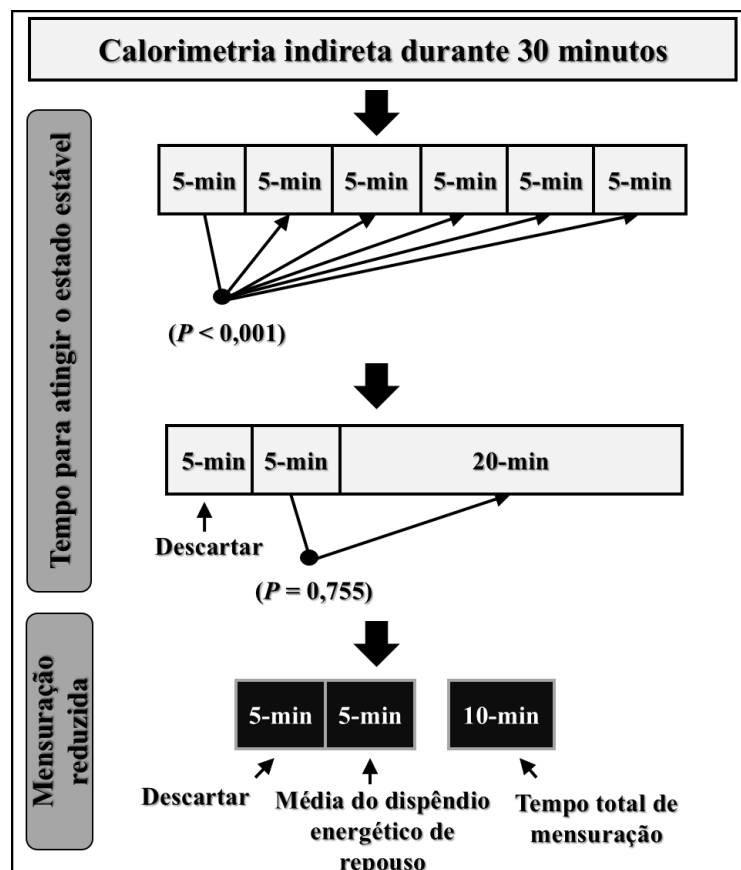 Calorimetria indireta durante 30 minutos
Tempo para atingir o estado estável
5-min 5-min 5-min 5-min 5-min 5-min
(P < 0,001)
5-min 5-min 20-min
Descartar
(P = 0,755)
Mensuração
reduzida
5-min 5-min 10-min
Descartar
Média do dispêndio
energético de
repouso
Tempo total de
mensuração